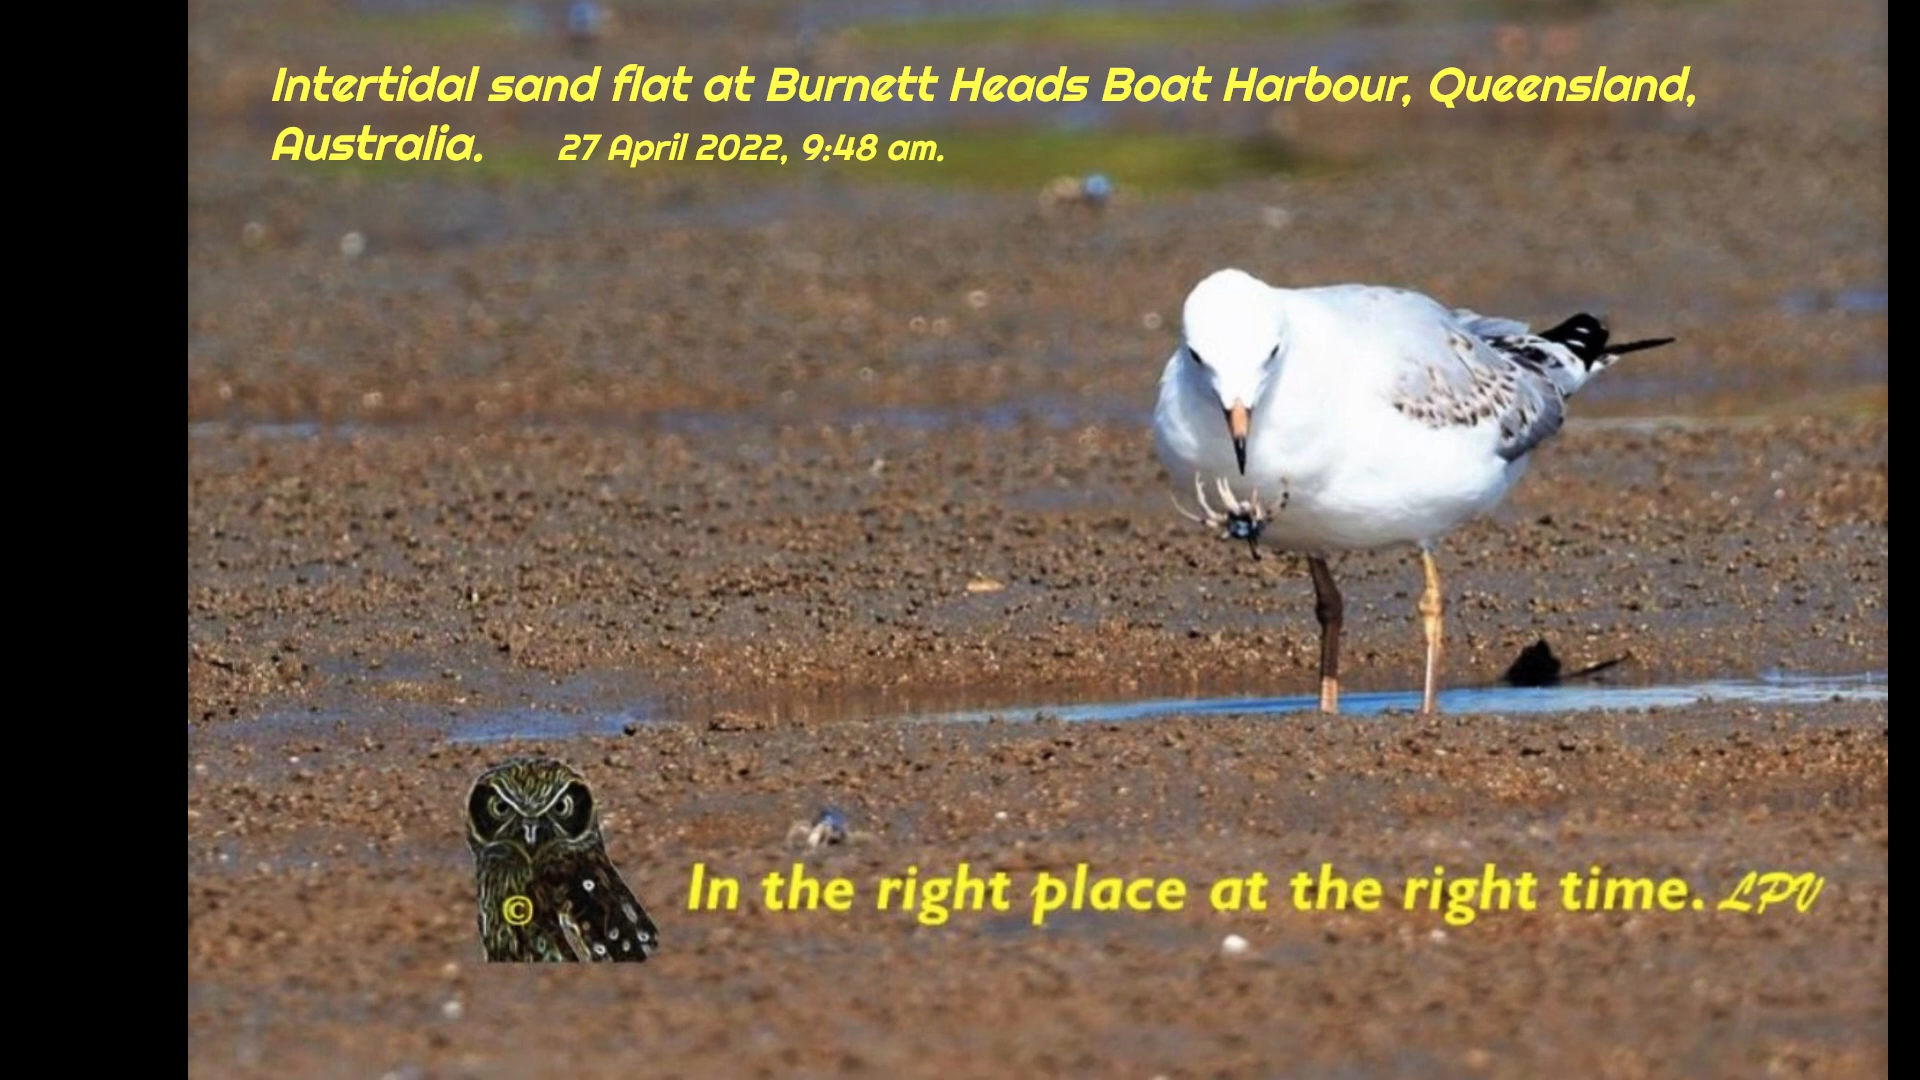 Intertidal sand flat at Burnett Heads Boat Harbour, Queensland,
Australia. 27 April 2022, 9:48 am.
©
In the right place at the right time. LPV